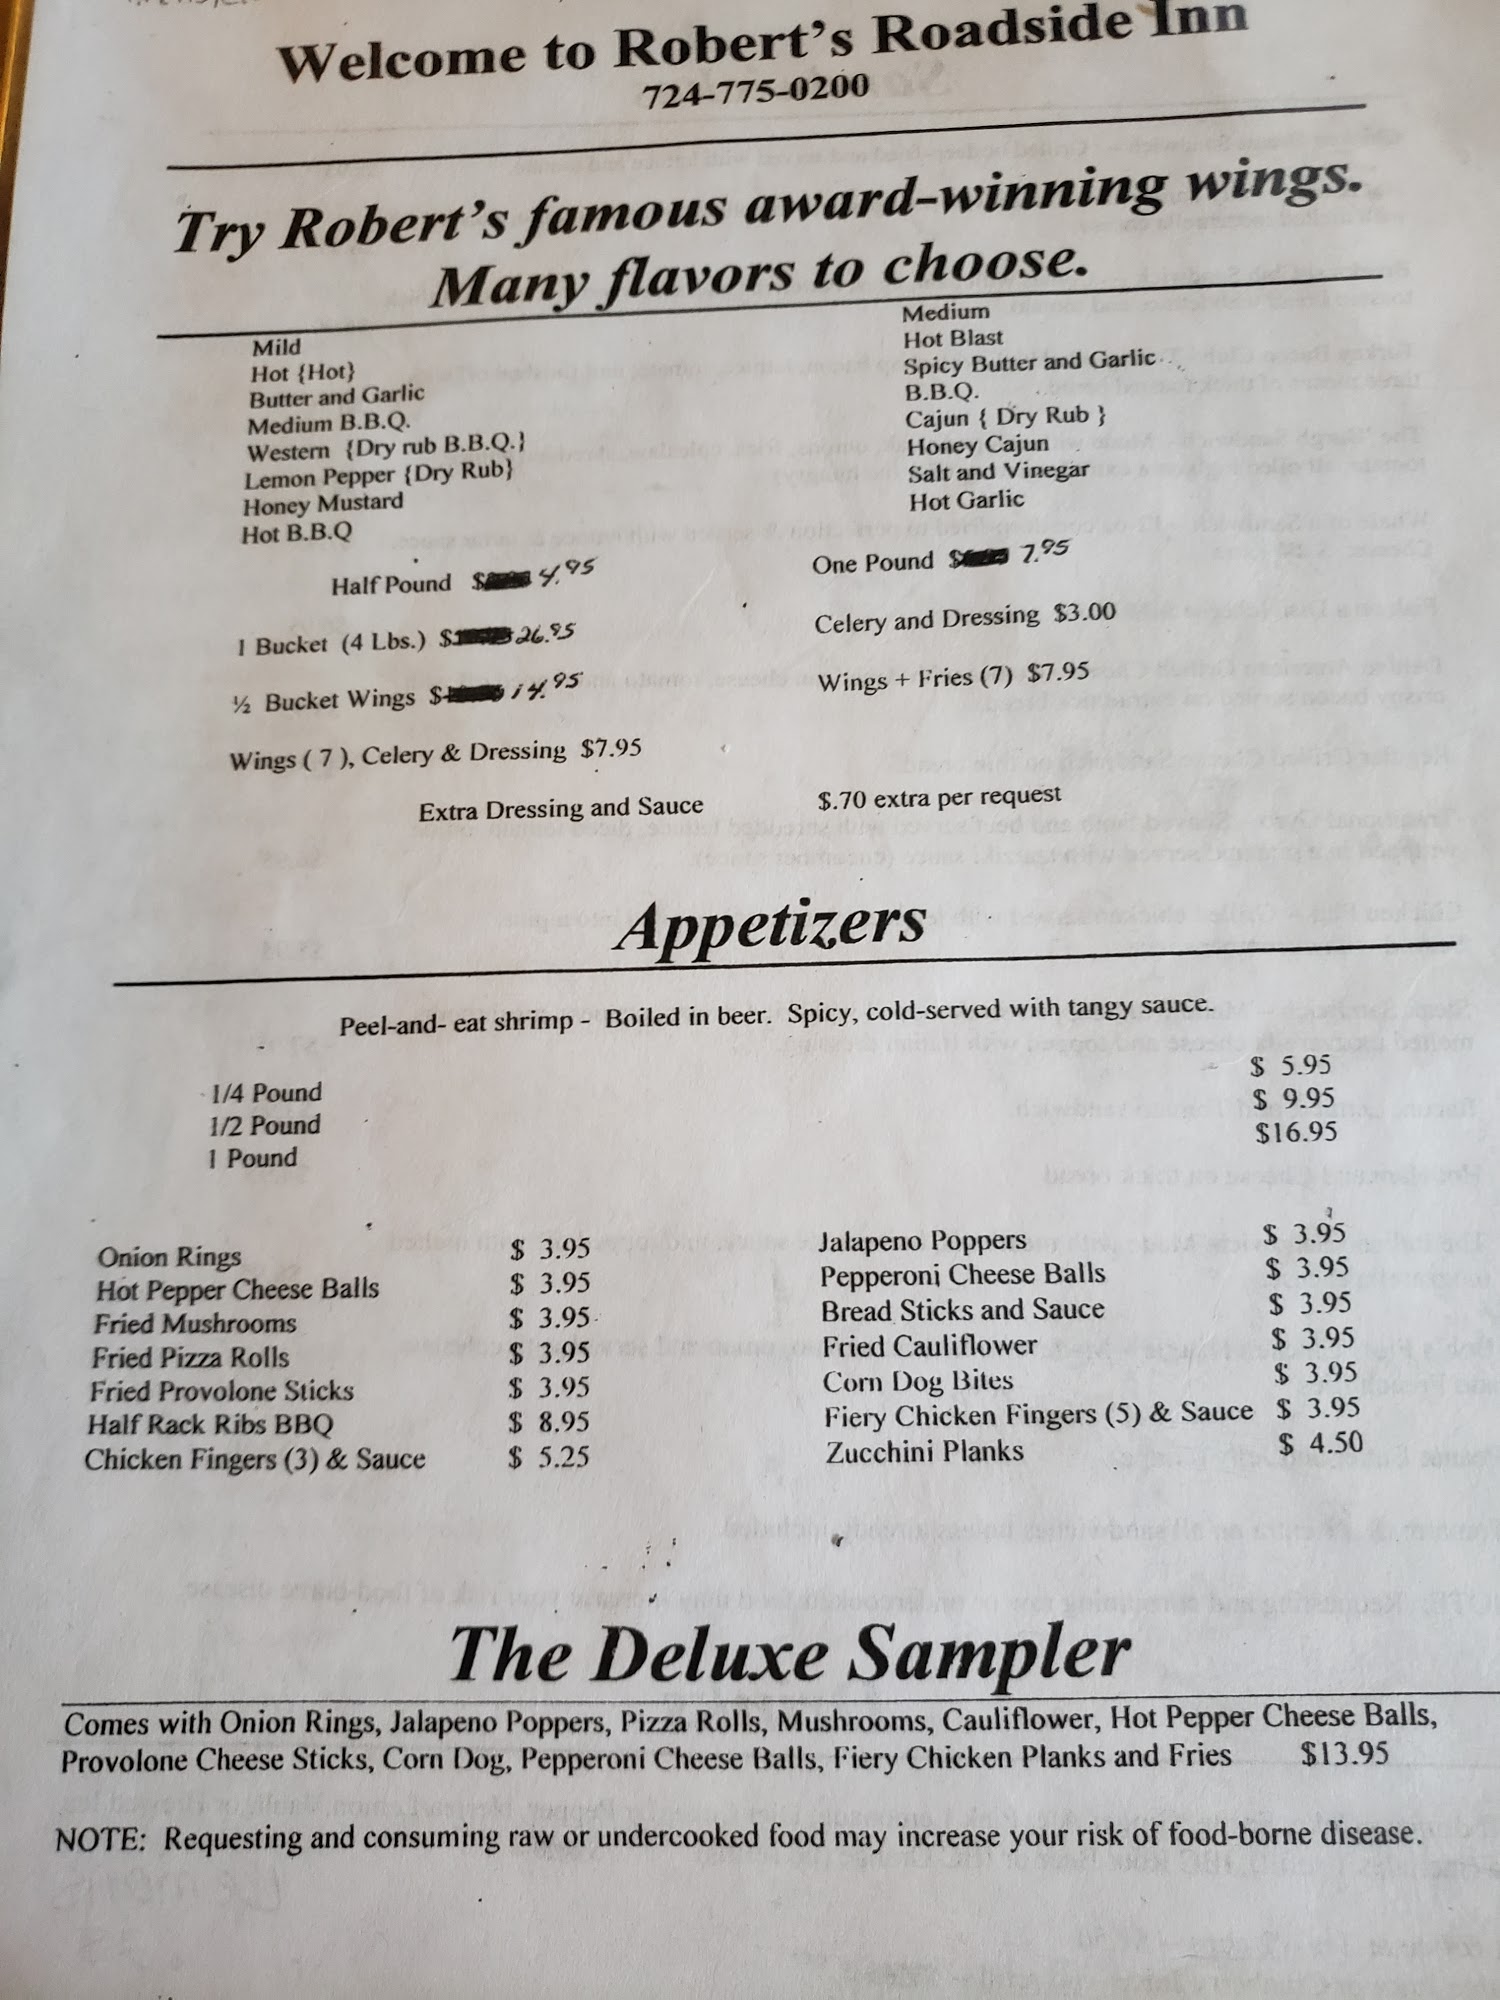 Welcome to Robert's Roadside Inn
724-775-0200
Try Robert's famous award-winning wings.
Many flavors to choose.
Mild
Hot {Hot}
Butter and Garlic
Medium B.B.Q.
Western {Dry rub B.B.Q.}
Lemon Pepper {Dry Rub}
Honey Mustard
Hot B.B.Q
Medium
Hot Blast
Spicy Butter and Garlic
B.B.Q.
Cajun { Dry Rub }
Honey Cajun
Salt and Vinegar
Hot Garlic
Half Pound $ 4.95
One Pound $ 7.95
1 Bucket (4 Lbs.) $ 26.95
Celery and Dressing $3.00
½ Bucket Wings $ 14.95
Wings + Fries (7) $7.95
Wings ( 7 ), Celery & Dressing $7.95
Extra Dressing and Sauce $.70 extra per request
Appetizers
Peel-and- eat shrimp - Boiled in beer. Spicy, cold-served with tangy sauce.
1/4 Pound $ 5.95
1/2 Pound $ 9.95
1 Pound $16.95
Onion Rings $ 3.95
Hot Pepper Cheese Balls $ 3.95
Fried Mushrooms $ 3.95
Fried Pizza Rolls $ 3.95
Fried Provolone Sticks $ 3.95
Half Rack Ribs BBQ $ 8.95
Chicken Fingers (3) & Sauce $ 5.25
Jalapeno Poppers $ 3.95
Pepperoni Cheese Balls $ 3.95
Bread Sticks and Sauce $ 3.95
Fried Cauliflower $ 3.95
Corn Dog Bites $ 3.95
Fiery Chicken Fingers (5) & Sauce $ 3.95
Zucchini Planks $ 4.50
The Deluxe Sampler
Comes with Onion Rings, Jalapeno Poppers, Pizza Rolls, Mushrooms, Cauliflower, Hot Pepper Cheese Balls,
Provolone Cheese Sticks, Corn Dog, Pepperoni Cheese Balls, Fiery Chicken Planks and Fries $13.95
NOTE: Requesting and consuming raw or undercooked food may increase your risk of food-borne disease.